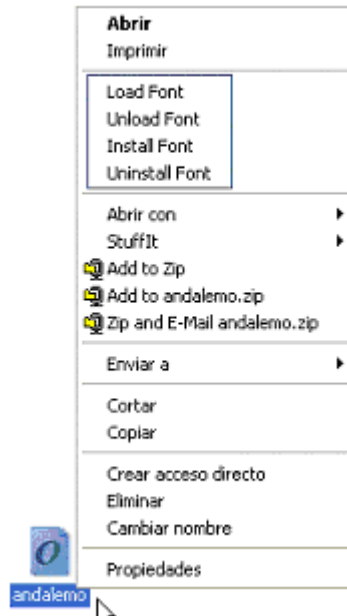 Abrir
Imprimir
Load Font
Unload Font
Install Font
Uninstall Font
Abrir con
StuffIt
Add to Zip
Add to andalemo.zip
Zip and E-Mail andalemo.zip
Enviar a
Cortar
Copiar
Crear acceso directo
Eliminar
Cambiar nombre
Propiedades
andalemo